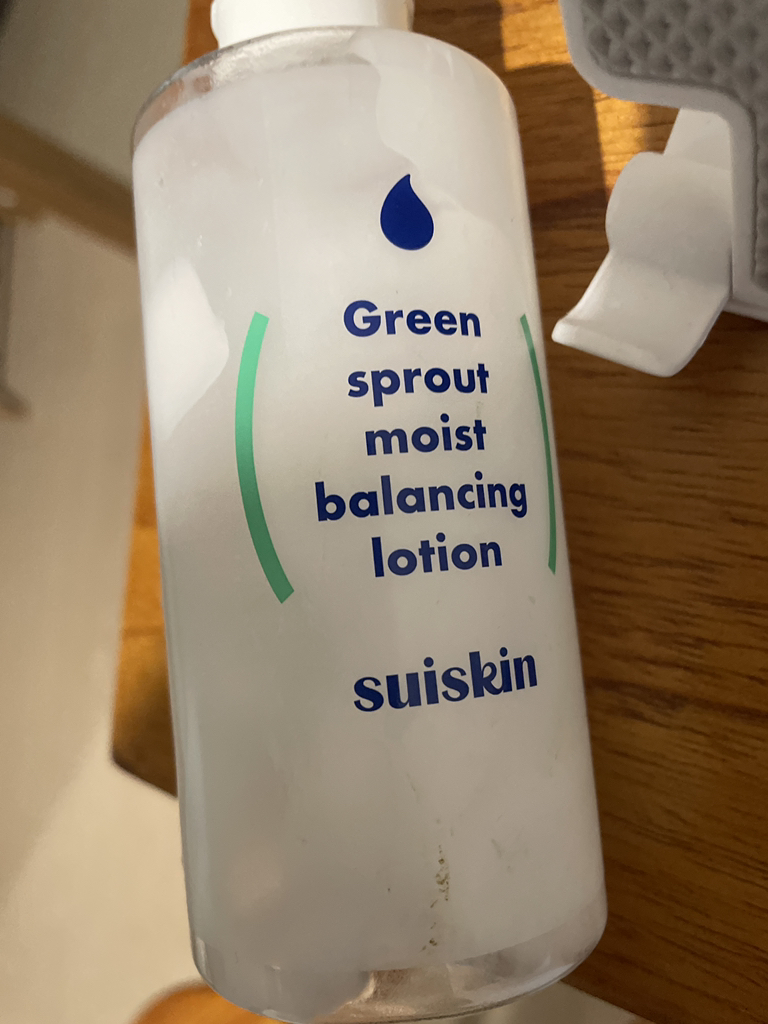 Green
sprout
moist
balancing
lotion
suiskin